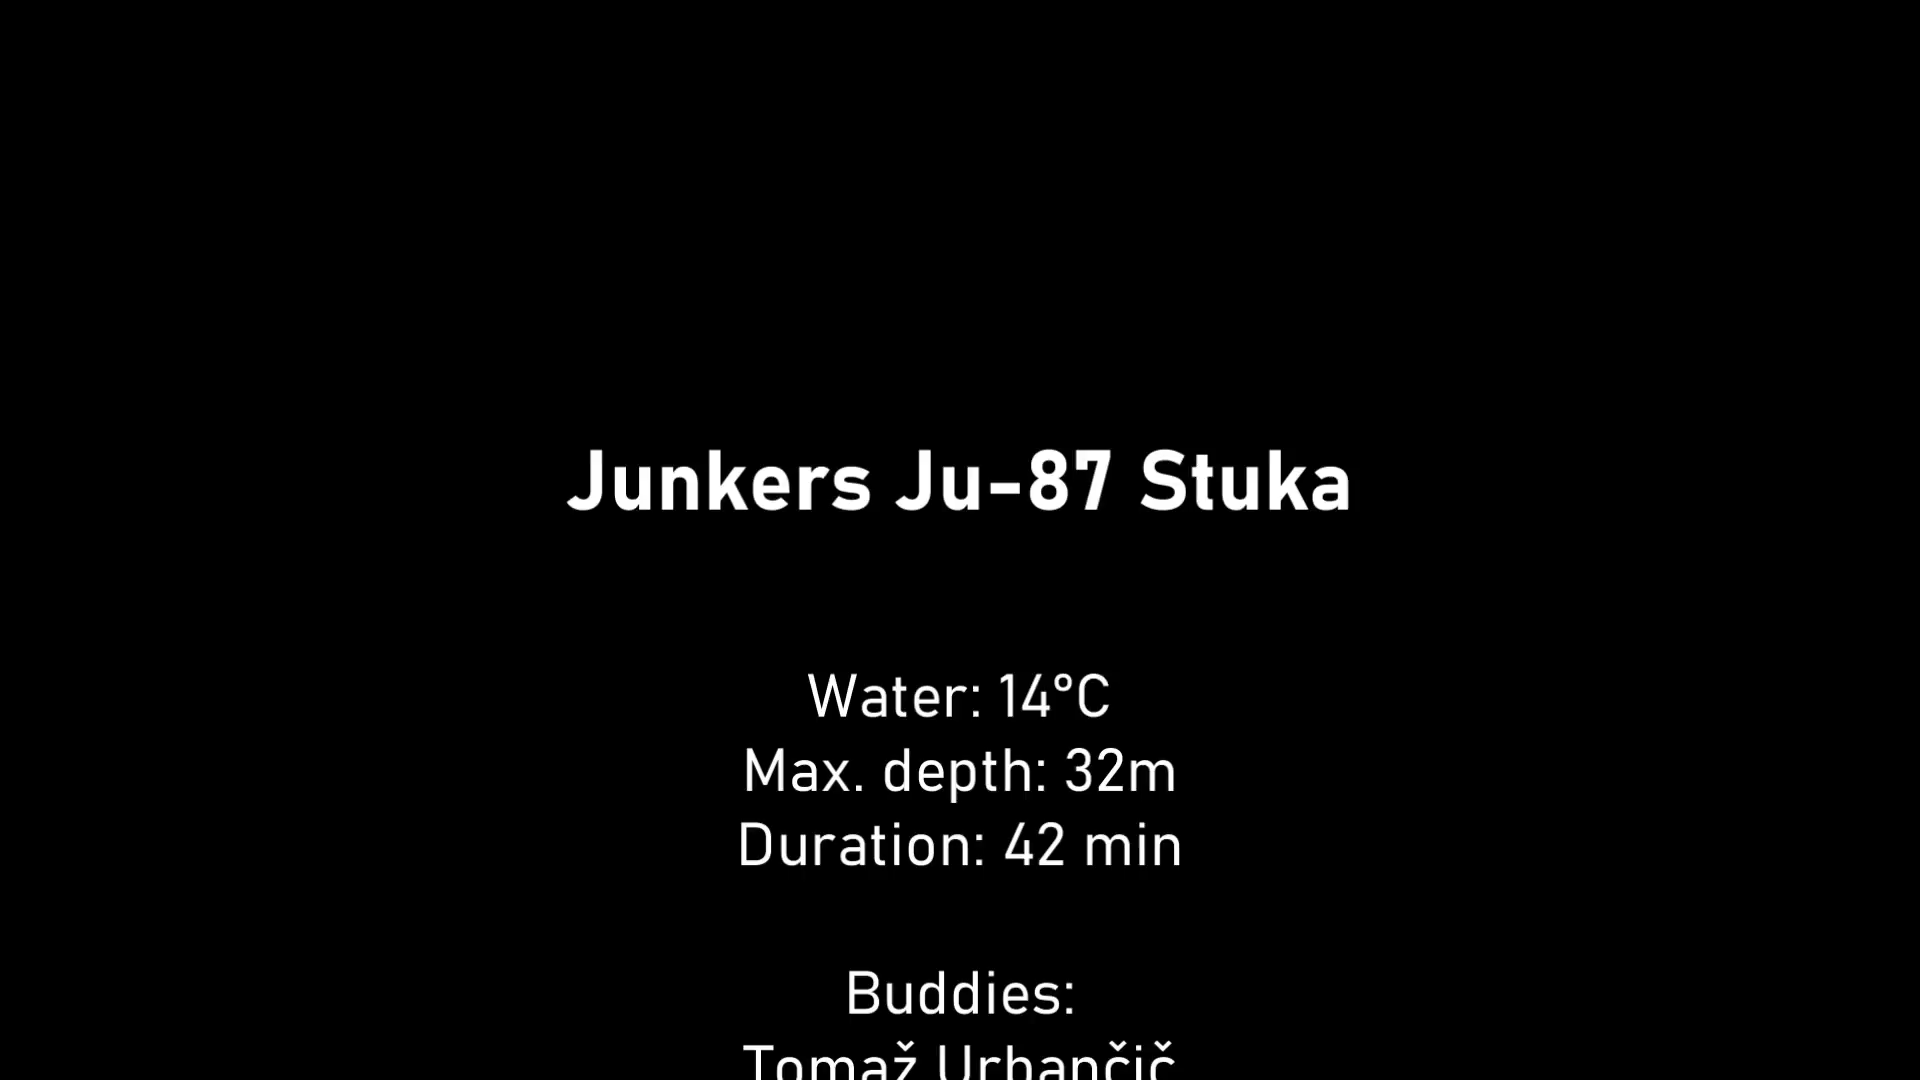 Junkers Ju-87 Stuka
Water: 14°C
Max. depth: 32m
Duration: 42 min
Buddies:
Tomaž Urbančič